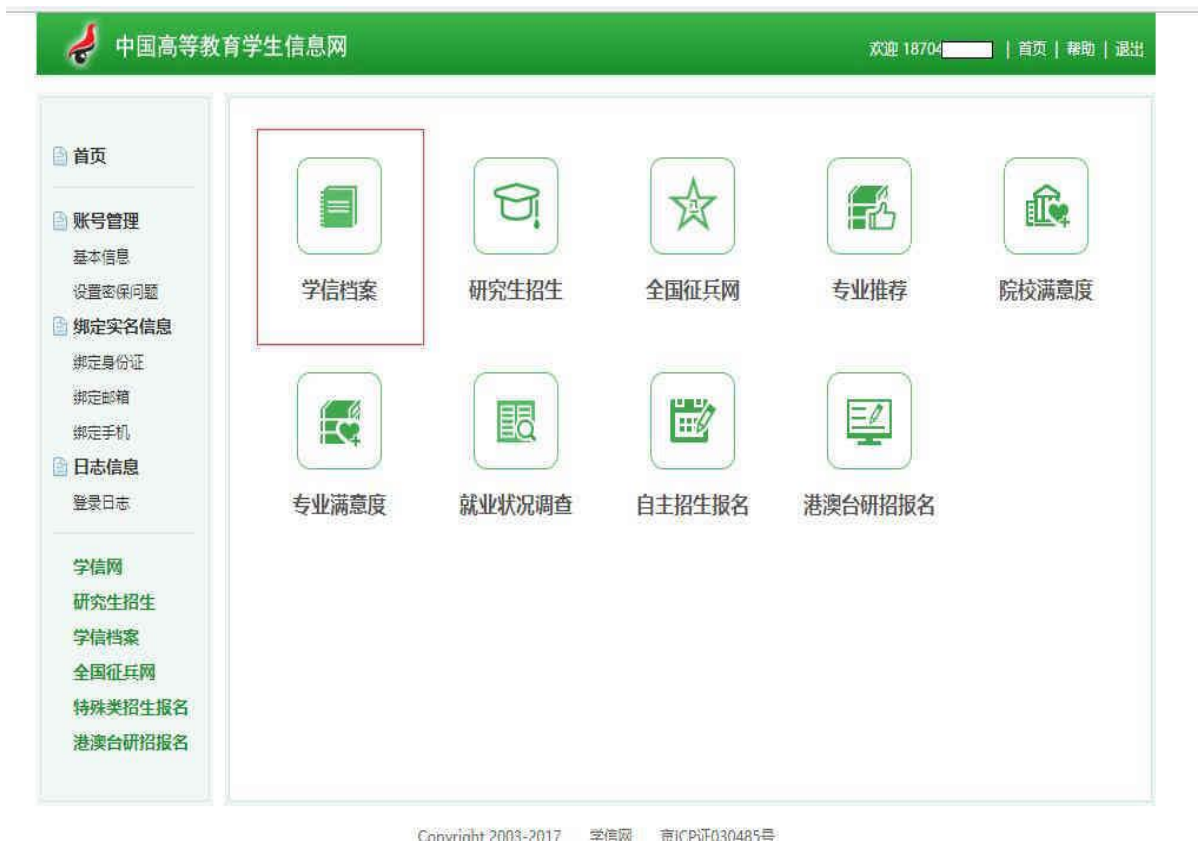 中国高等教育学生信息网
欢迎 18704 | 首页 | 帮助 | 退出
首页
账号管理
基本信息
设置密保问题
绑定实名信息
绑定身份证
绑定邮箱
绑定手机
日志信息
登录日志
学信网
研究生招生
学信档案
全国征兵网
特殊类招生报名
港澳台研招报名
学信档案
研究生招生
全国征兵网
专业推荐
院校满意度
专业满意度
就业状况调查
自主招生报名
港澳台研招报名
Copyright 2003-2017 学信网 京ICP证030485号